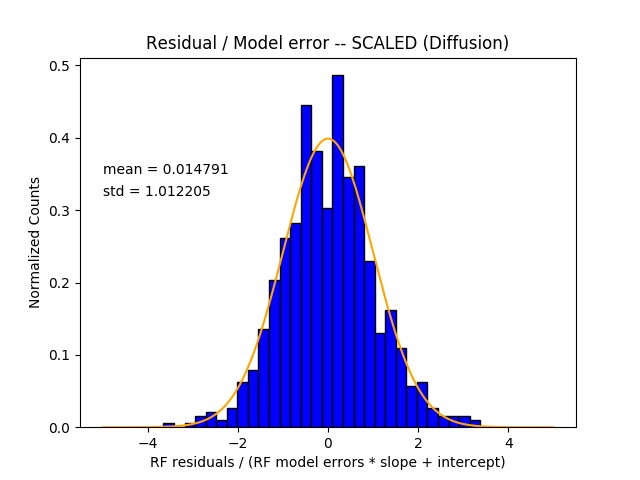 Residual / Model error -- SCALED (Diffusion)
0.5
0.4
0.3
0.2
0.1
0.0
Normalized Counts
mean = 0.014791
std = 1.012205
−4
−2
0
2
4
RF residuals / (RF model errors * slope + intercept)